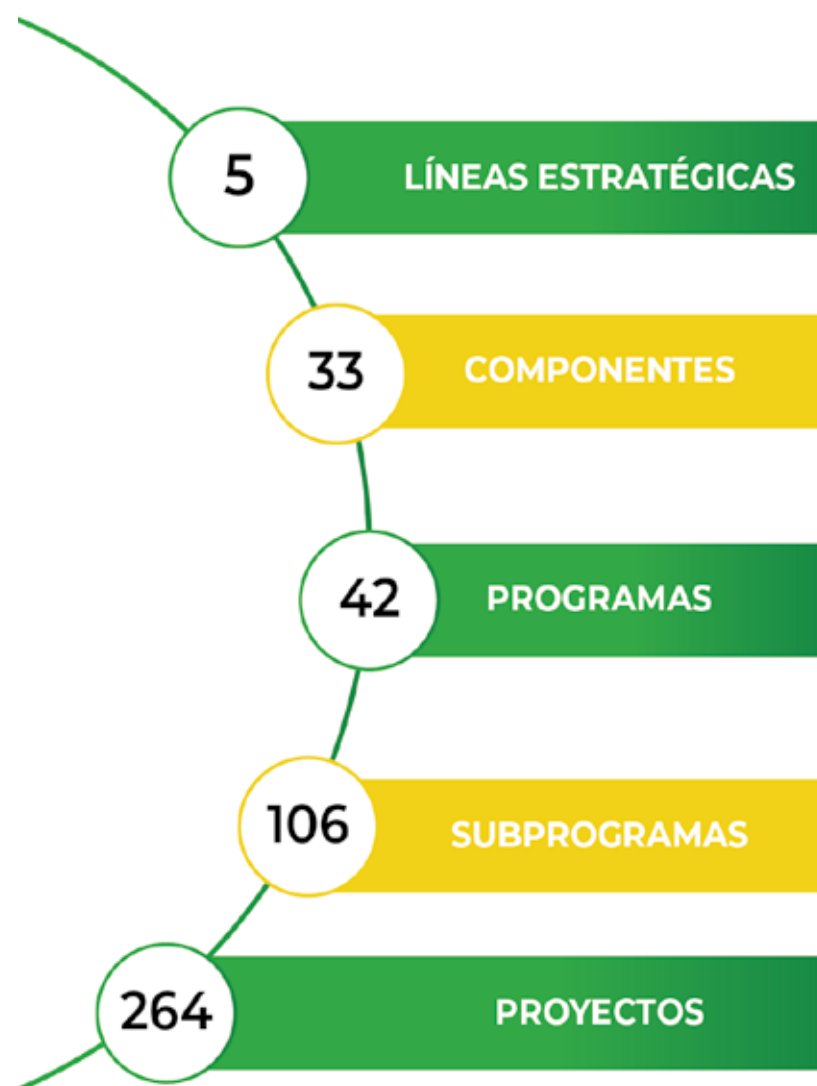 5 LÍNEAS ESTRATÉGICAS
33 COMPONENTES
42 PROGRAMAS
106 SUBPROGRAMAS
264 PROYECTOS